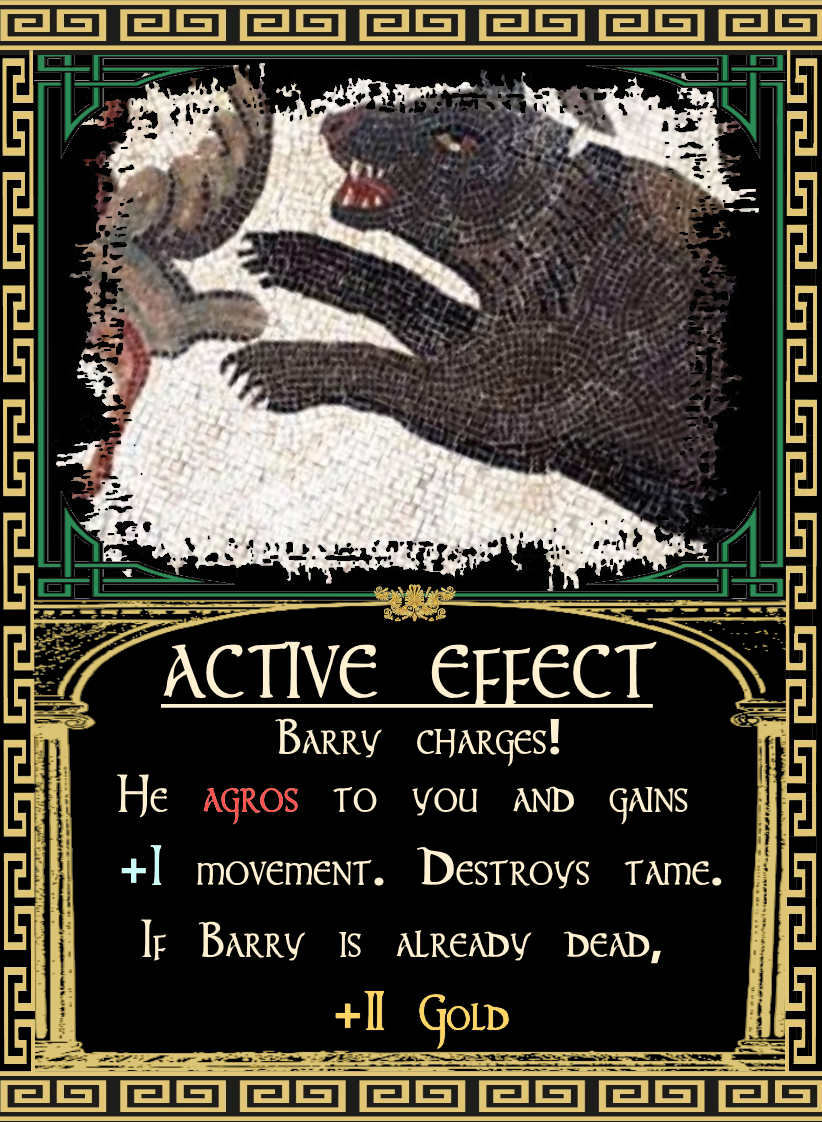 ACTIVE EFFECT
Barry charges!
He agros to you and gains
+I movement. Destroys tame.
If Barry is already dead,
+II Gold